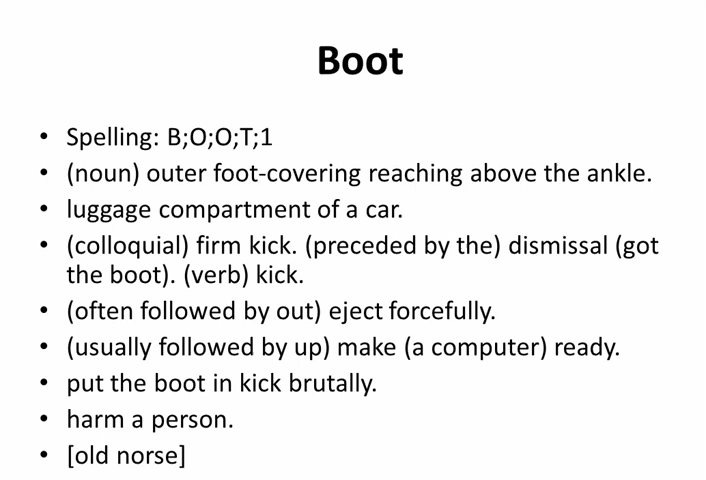 Boot
• Spelling: B;O;O;T;1
• (noun) outer foot-covering reaching above the ankle.
• luggage compartment of a car.
• (colloquial) firm kick. (preceded by the) dismissal (got
the boot). (verb) kick.
• (often followed by out) eject forcefully.
• (usually followed by up) make (a computer) ready.
• put the boot in kick brutally.
• harm a person.
• [old norse]